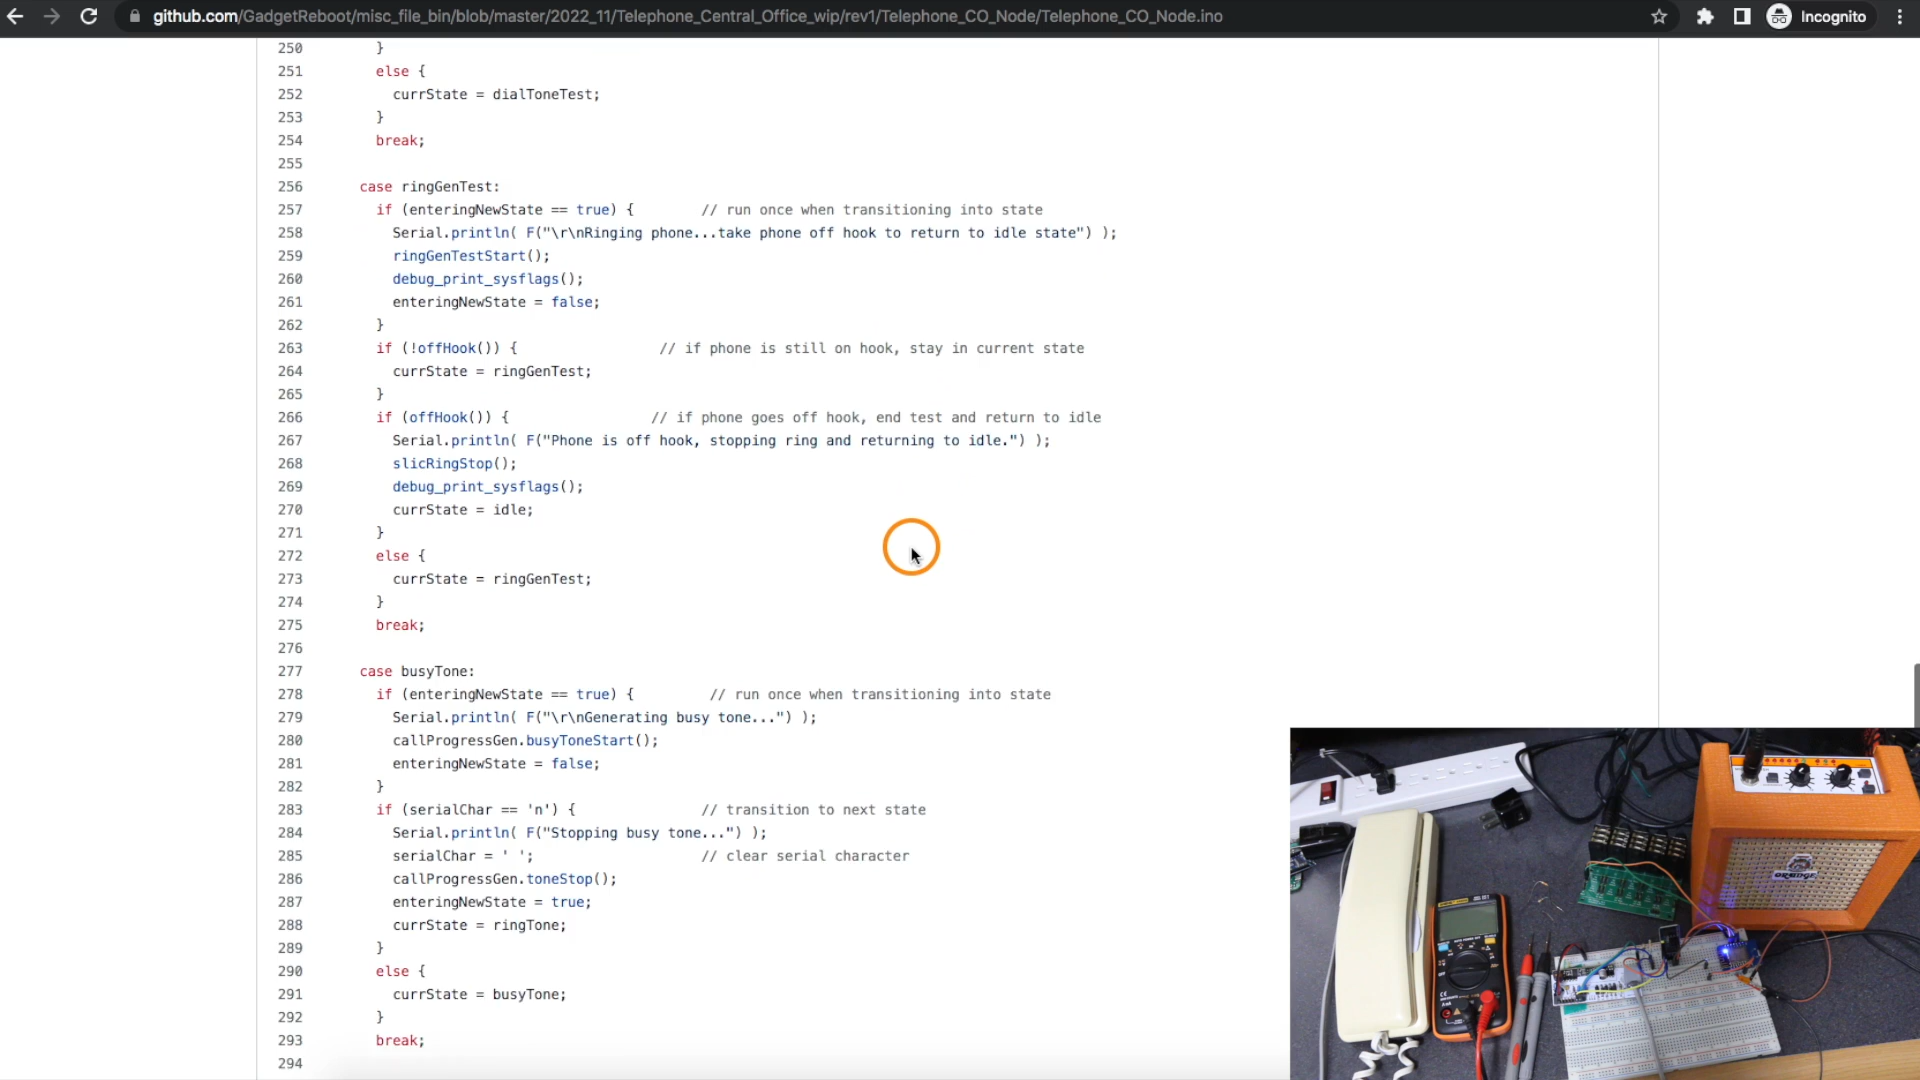 github.com/GadgetReboot/misc_file_bin/blob/master/2022_11/Telephone_Central_Office_wip/rev1/Telephone_CO_Node/Telephone_CO_Node.ino
Incognito
250 }
251 else {
252 currState = dialToneTest;
253 }
254 break;
255
256 case ringGenTest:
257 if (enteringNewState == true) { // run once when transitioning into state
258 Serial.println( F("\r\nRinging phone...take phone off hook to return to idle state") );
259 ringGenTestStart();
260 debug_print_sysflags();
261 enteringNewState = false;
262 }
263 if (!offHook()) { // if phone is still on hook, stay in current state
264 currState = ringGenTest;
265 }
266 if (offHook()) { // if phone goes off hook, end test and return to idle
267 Serial.println( F("Phone is off hook, stopping ring and returning to idle.") );
268 slicRingStop();
269 debug_print_sysflags();
270 currState = idle;
271 }
272 else {
273 currState = ringGenTest;
274 }
275 break;
276
277 case busyTone:
278 if (enteringNewState == true) { // run once when transitioning into state
279 Serial.println( F("\r\nGenerating busy tone...") );
280 callProgressGen.busyToneStart();
281 enteringNewState = false;
282 }
283 if (serialChar == 'n') { // transition to next state
284 Serial.println( F("Stopping busy tone...") );
285 serialChar = ' '; // clear serial character
286 callProgressGen.toneStop();
287 enteringNewState = true;
288 currState = ringTone;
289 }
290 else {
291 currState = busyTone;
292 }
293 break;
294
ORANGE